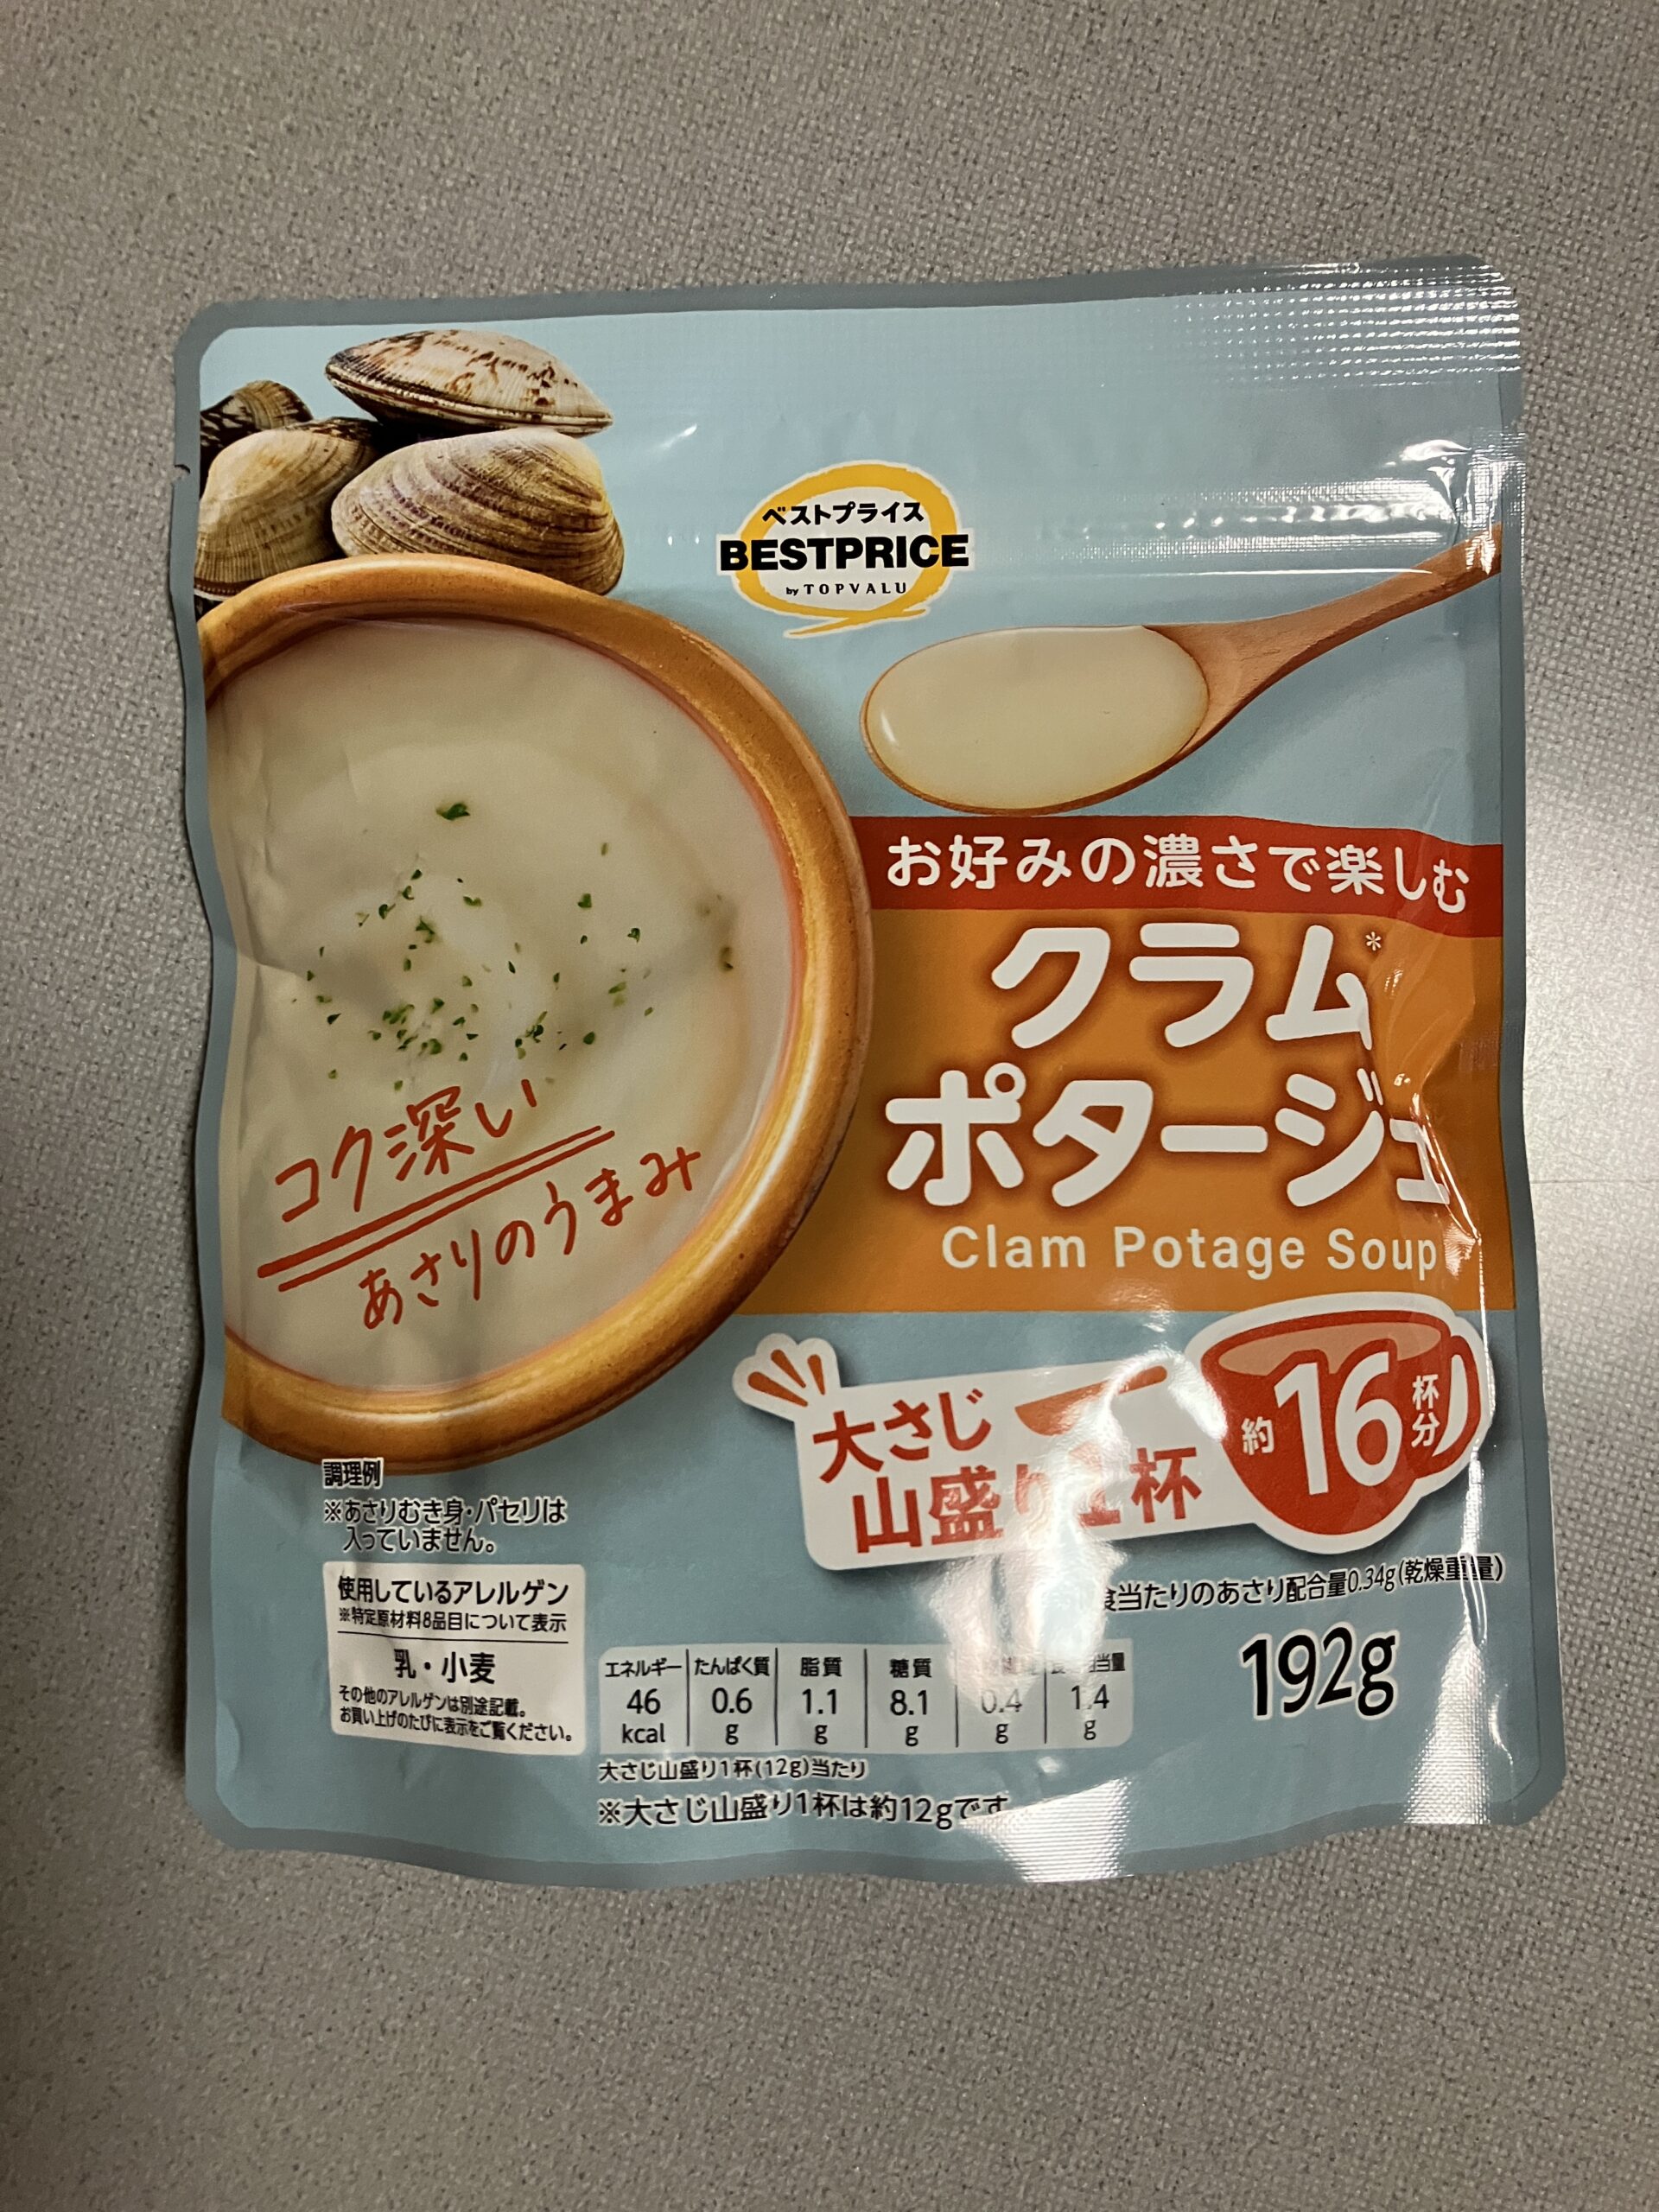 ベストプライス
BESTPRICE
by TOPVALU
お好みの濃さで楽しむ
クラム*
ポタージュ
Clam Potage Soup
コク深い
あさりのうまみ
大さじ
山盛り1杯
約16杯分
食当たりのあさり配合量0.34g(乾燥重量)
192g
調理例
※あさりむき身・パセリは
入っていません。
使用しているアレルゲン
※特定原材料8品目について表示
乳・小麦
その他のアレルゲンは別途記載。
お買い上げのたびに表示をご覧ください。
エネルギー たんぱく質 脂質 糖質
46 0.6 1.1 8.1 0.4 1.4
kcal g g g g g
大さじ山盛り1杯(12g)当たり
※大さじ山盛り1杯は約12gです